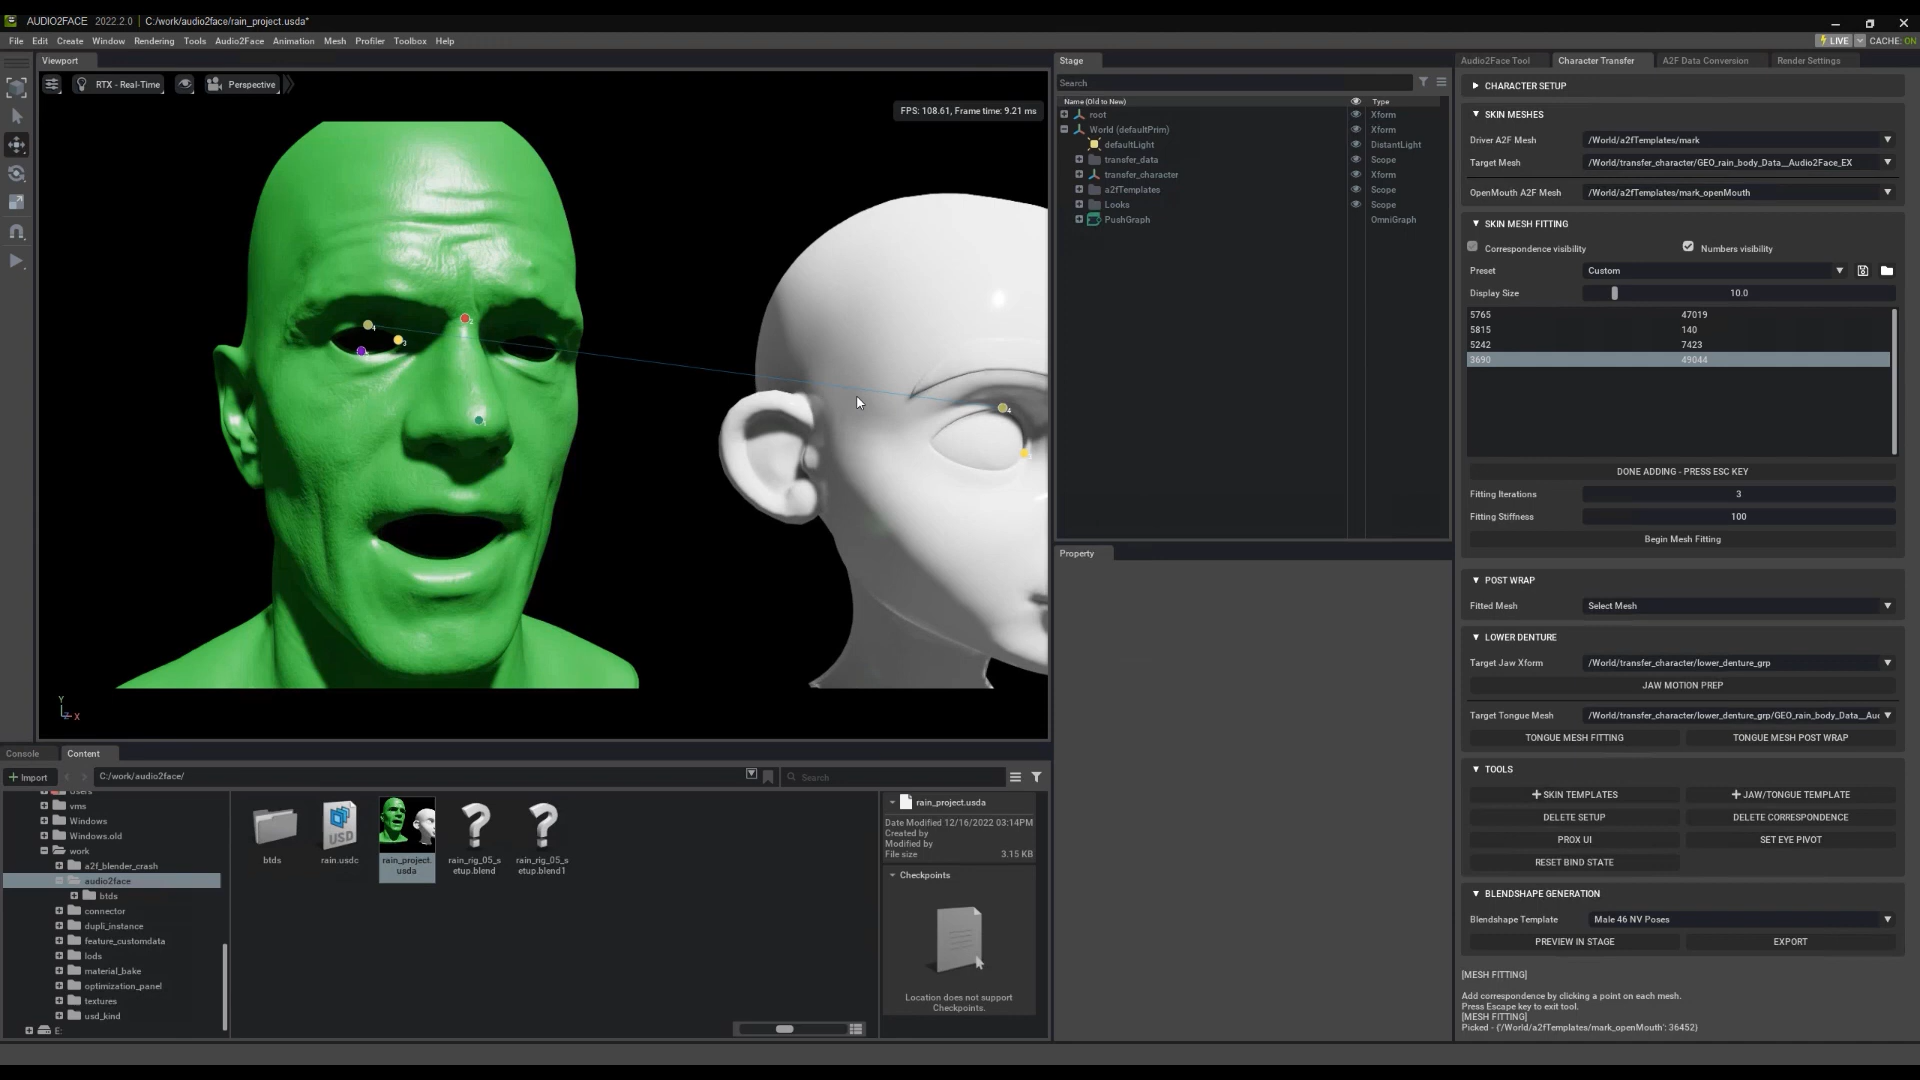 AUDIO2FACE 2022.2.0 C:/work/audio2face/rain_project.usda*
File Edit Create Window Rendering Tools Audio2Face Animation Mesh Profiler Toolbox Help
LIVE CACHE: ON
Viewport
RTX - Real-Time Perspective
FPS: 108.61, Frame time: 9.21 ms
Y
Z X
Stage
Search
Name (Old to New) Type
root Xform
World (defaultPrim) Xform
defaultLight DistantLight
transfer_data Scope
transfer_character Xform
a2fTemplates Scope
Looks Scope
PushGraph OmniGraph
Property
Audio2Face Tool Character Transfer A2F Data Conversion Render Settings
CHARACTER SETUP
SKIN MESHES
Driver A2F Mesh /World/a2fTemplates/mark
Target Mesh /World/transfer_character/GEO_rain_body_Data__Audio2Face_EX
OpenMouth A2F Mesh /World/a2fTemplates/mark_openMouth
SKIN MESH FITTING
Correspondence visibility Numbers visibility
Preset Custom
Display Size 10.0
5765 47019
5815 140
5242 7423
3690 49044
DONE ADDING - PRESS ESC KEY
Fitting Iterations 3
Fitting Stiffness 100
Begin Mesh Fitting
POST WRAP
Fitted Mesh Select Mesh
LOWER DENTURE
Target Jaw Xform /World/transfer_character/lower_denture_grp
JAW MOTION PREP
Target Tongue Mesh /World/transfer_character/lower_denture_grp/GEO_rain_body_Data__Au
TONGUE MESH FITTING TONGUE MESH POST WRAP
TOOLS
+ SKIN TEMPLATES + JAW/TONGUE TEMPLATE
DELETE SETUP DELETE CORRESPONDENCE
PROX UI SET EYE PIVOT
RESET BIND STATE
BLENDSHAPE GENERATION
Blendshape Template Male 46 NV Poses
PREVIEW IN STAGE EXPORT
[MESH FITTING]
Add correspondence by clicking a point on each mesh.
Press Escape key to exit tool.
[MESH FITTING]
Picked - ('/World/a2fTemplates/mark_openMouth': 36452)
Console Content
+ Import C:/work/audio2face/ Search
Users
vms
Windows
Windows.old
work
a2f_blender_crash
audio2face
btds
connector
dupli_instance
feature_customdata
lods
material_bake
optimization_panel
textures
usd_kind
E:
USD
btds
rain.usdc
rain_project.
usda
rain_rig_05_s
etup.blend
rain_rig_05_s
etup.blend1
rain_project.usda
Date Modified 12/16/2022 03:14PM
Created by
Modified by
File size 3.15 KB
Checkpoints
Location does not support
Checkpoints.